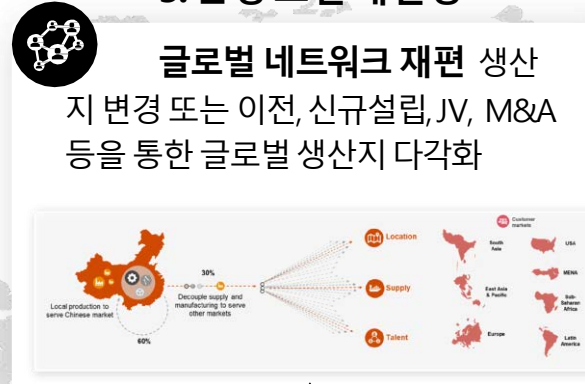 글로벌 네트워크 재편 생산
지 변경 또는 이전, 신규설립, JV, M&A
등을 통한 글로벌 생산지 다각화
Customer
markets
Location
South
Asia
USA
30%
Local production to
serve Chinese market
Decouple supply and
manufacturing to serve
other markets
Supply
East Asia
& Pacific
MENA
Sub-
Saharan
Africa
60%
Talent
Europe
Latin
America